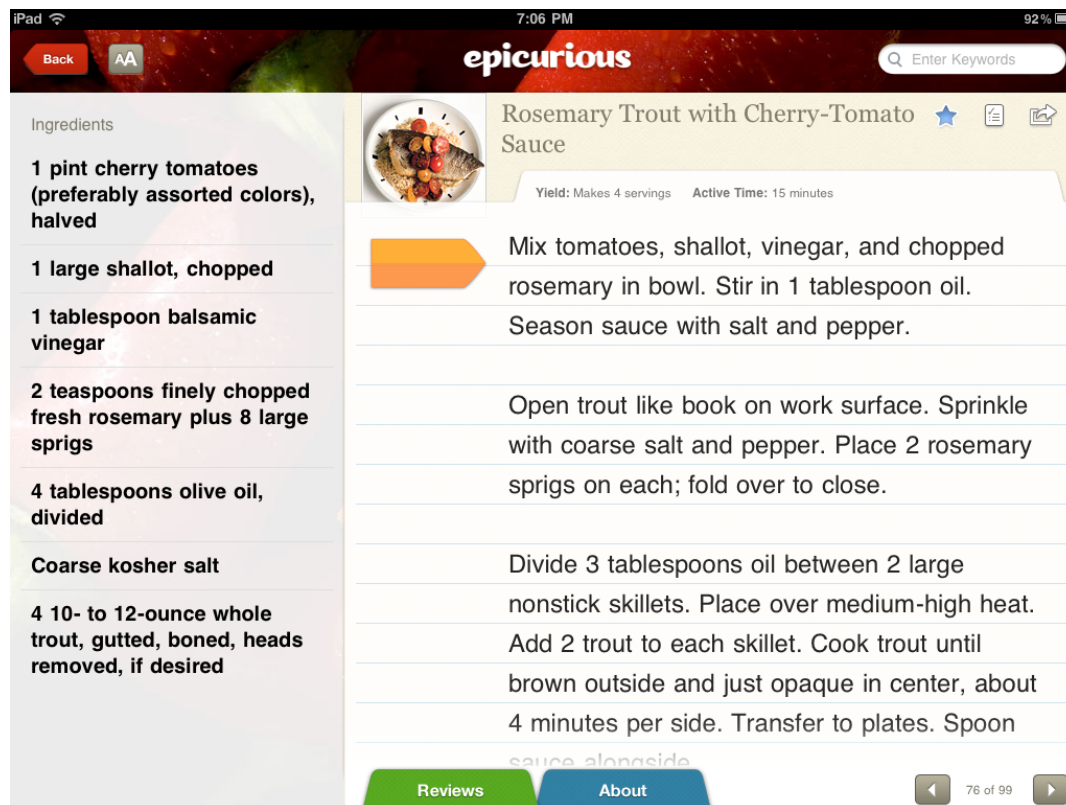 iPad
7:06 PM
92%
Back
AA
epicurious
Enter Keywords
Ingredients
1 pint cherry tomatoes
(preferably assorted colors),
halved
1 large shallot, chopped
1 tablespoon balsamic
vinegar
2 teaspoons finely chopped
fresh rosemary plus 8 large
sprigs
4 tablespoons olive oil,
divided
Coarse kosher salt
4 10- to 12-ounce whole
trout, gutted, boned, heads
removed, if desired
Rosemary Trout with Cherry-Tomato
Sauce
Yield: Makes 4 servings Active Time: 15 minutes
Mix tomatoes, shallot, vinegar, and chopped
rosemary in bowl. Stir in 1 tablespoon oil.
Season sauce with salt and pepper.
Open trout like book on work surface. Sprinkle
with coarse salt and pepper. Place 2 rosemary
sprigs on each; fold over to close.
Divide 3 tablespoons oil between 2 large
nonstick skillets. Place over medium-high heat.
Add 2 trout to each skillet. Cook trout until
brown outside and just opaque in center, about
4 minutes per side. Transfer to plates. Spoon
sauce alongside.
Reviews
About
76 of 99